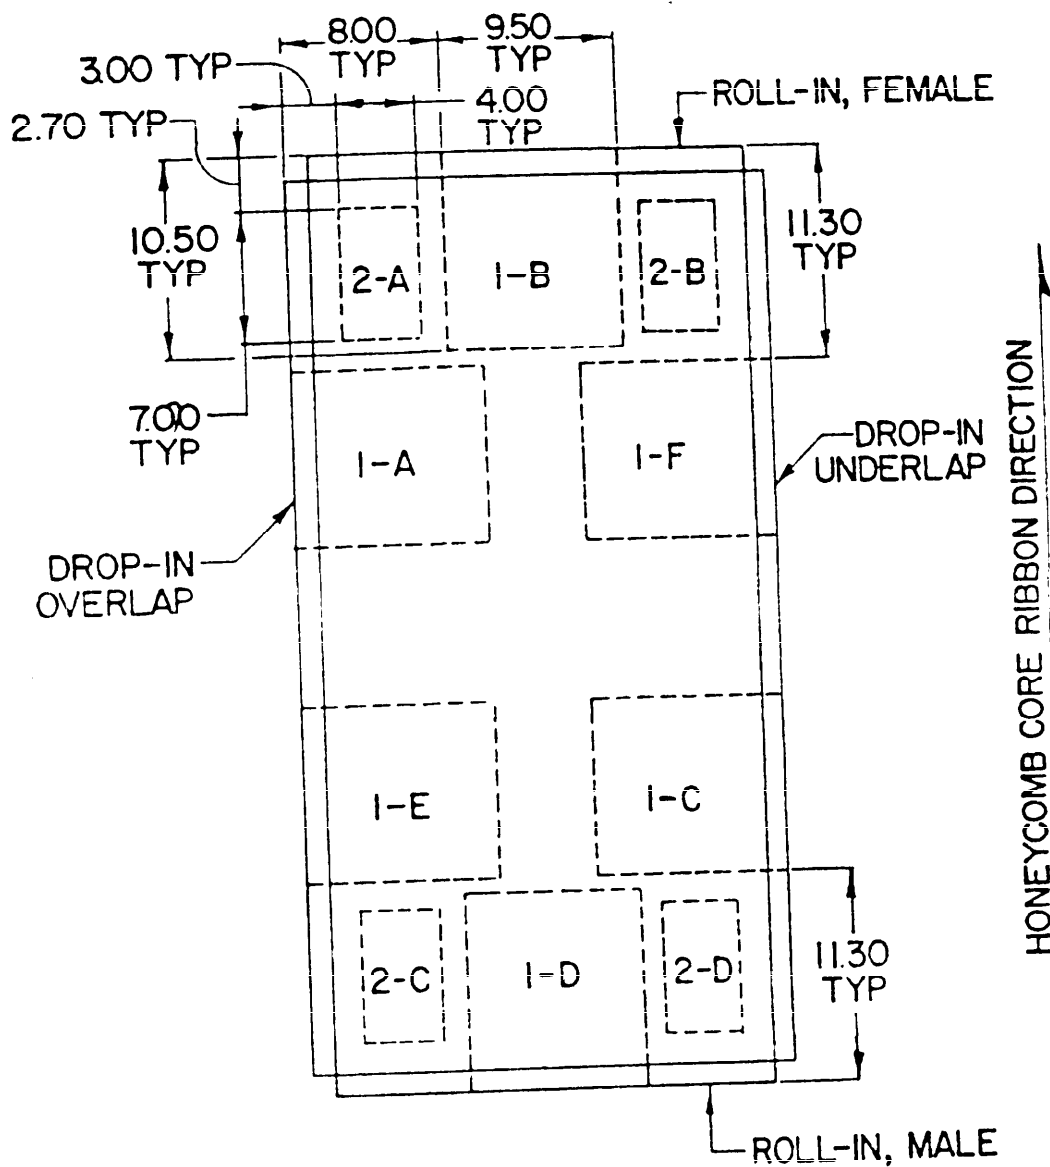 8.00
TYP
9.50
TYP
3.00 TYP
4.00
TYP
2.70 TYP
ROLL-IN, FEMALE
10.50
TYP
11.30
TYP
2-A
1-B
2-B
7.00
TYP
1-A
1-F
DROP-IN
UNDERLAP
DROP-IN
OVERLAP
HONEYCOMB CORE RIBBON DIRECTION
1-E
1-C
2-C
1-D
2-D
11.30
TYP
ROLL-IN, MALE